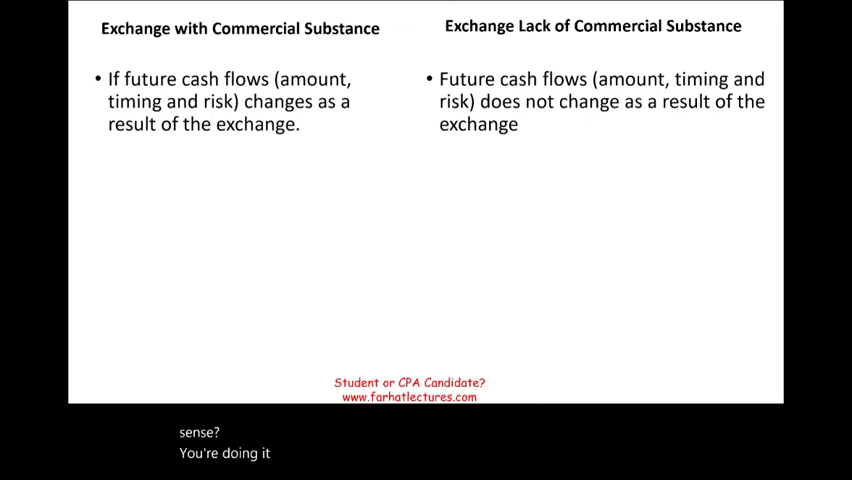 Exchange with Commercial Substance
• If future cash flows (amount,
timing and risk) changes as a
result of the exchange.
Exchange Lack of Commercial Substance
• Future cash flows (amount, timing and
risk) does not change as a result of the
exchange
Student or CPA Candidate?
www.farhatlectures.com
sense?
You're doing it